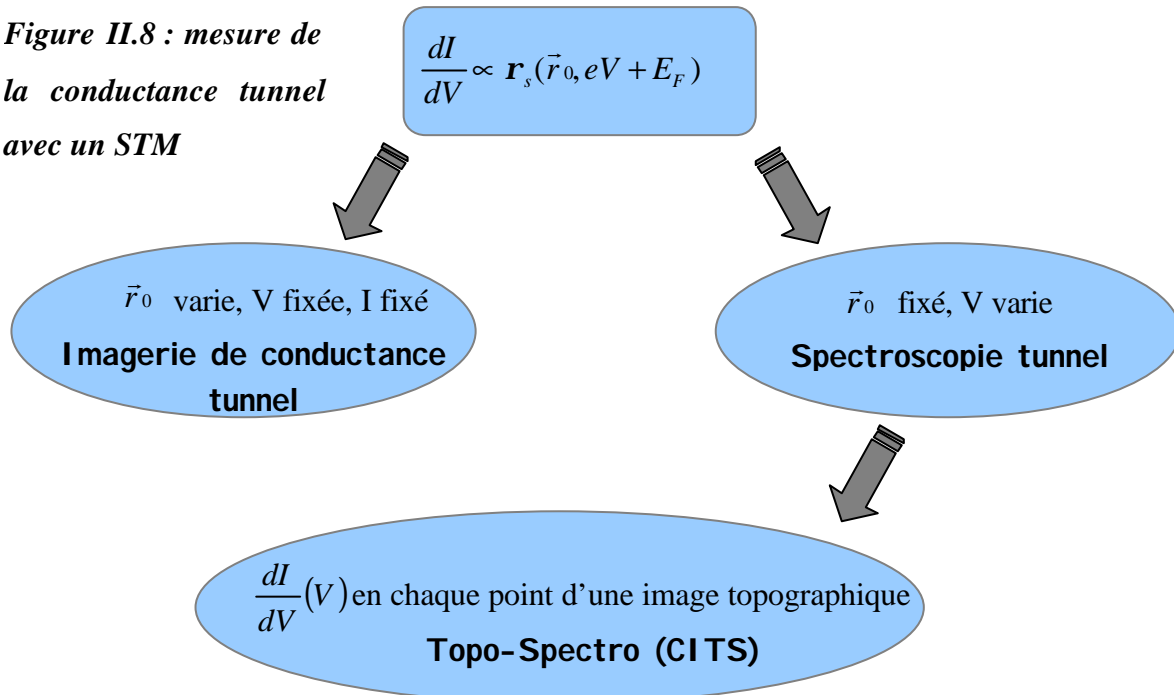 Figure II.8 : mesure de
la conductance tunnel
avec un STM
dI/dV ∝ r_s(r⃗ 0, eV + E_F)
r⃗ 0 varie, V fixée, I fixé
Imagerie de conductance
tunnel
r⃗ 0 fixé, V varie
Spectroscopie tunnel
dI/dV (V) en chaque point d'une image topographique
Topo-Spectro (CITS)